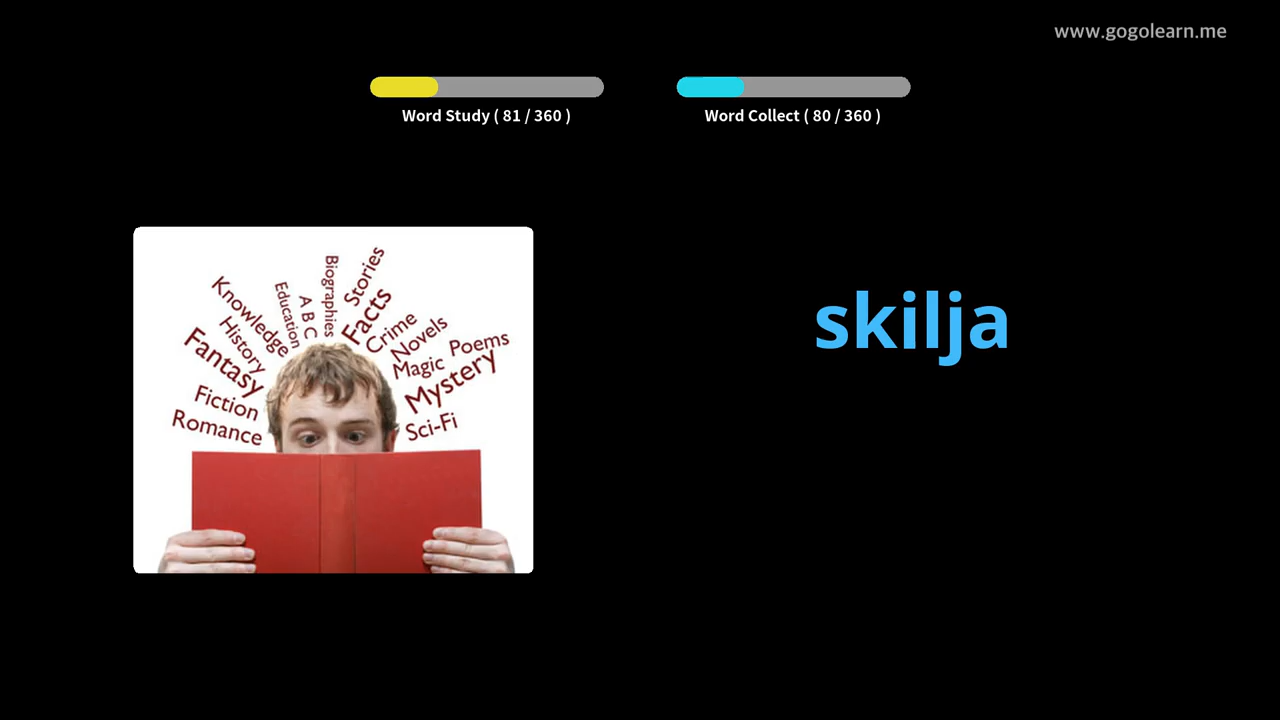 www.gogolearn.me
Word Study ( 81 / 360 )
Word Collect ( 80 / 360 )
skilja
Biographies
Stories
Education
A B C
Facts
Knowledge
History
Crime
Novels
Fantasy
Magic
Poems
Mystery
Fiction
Romance
Sci-Fi